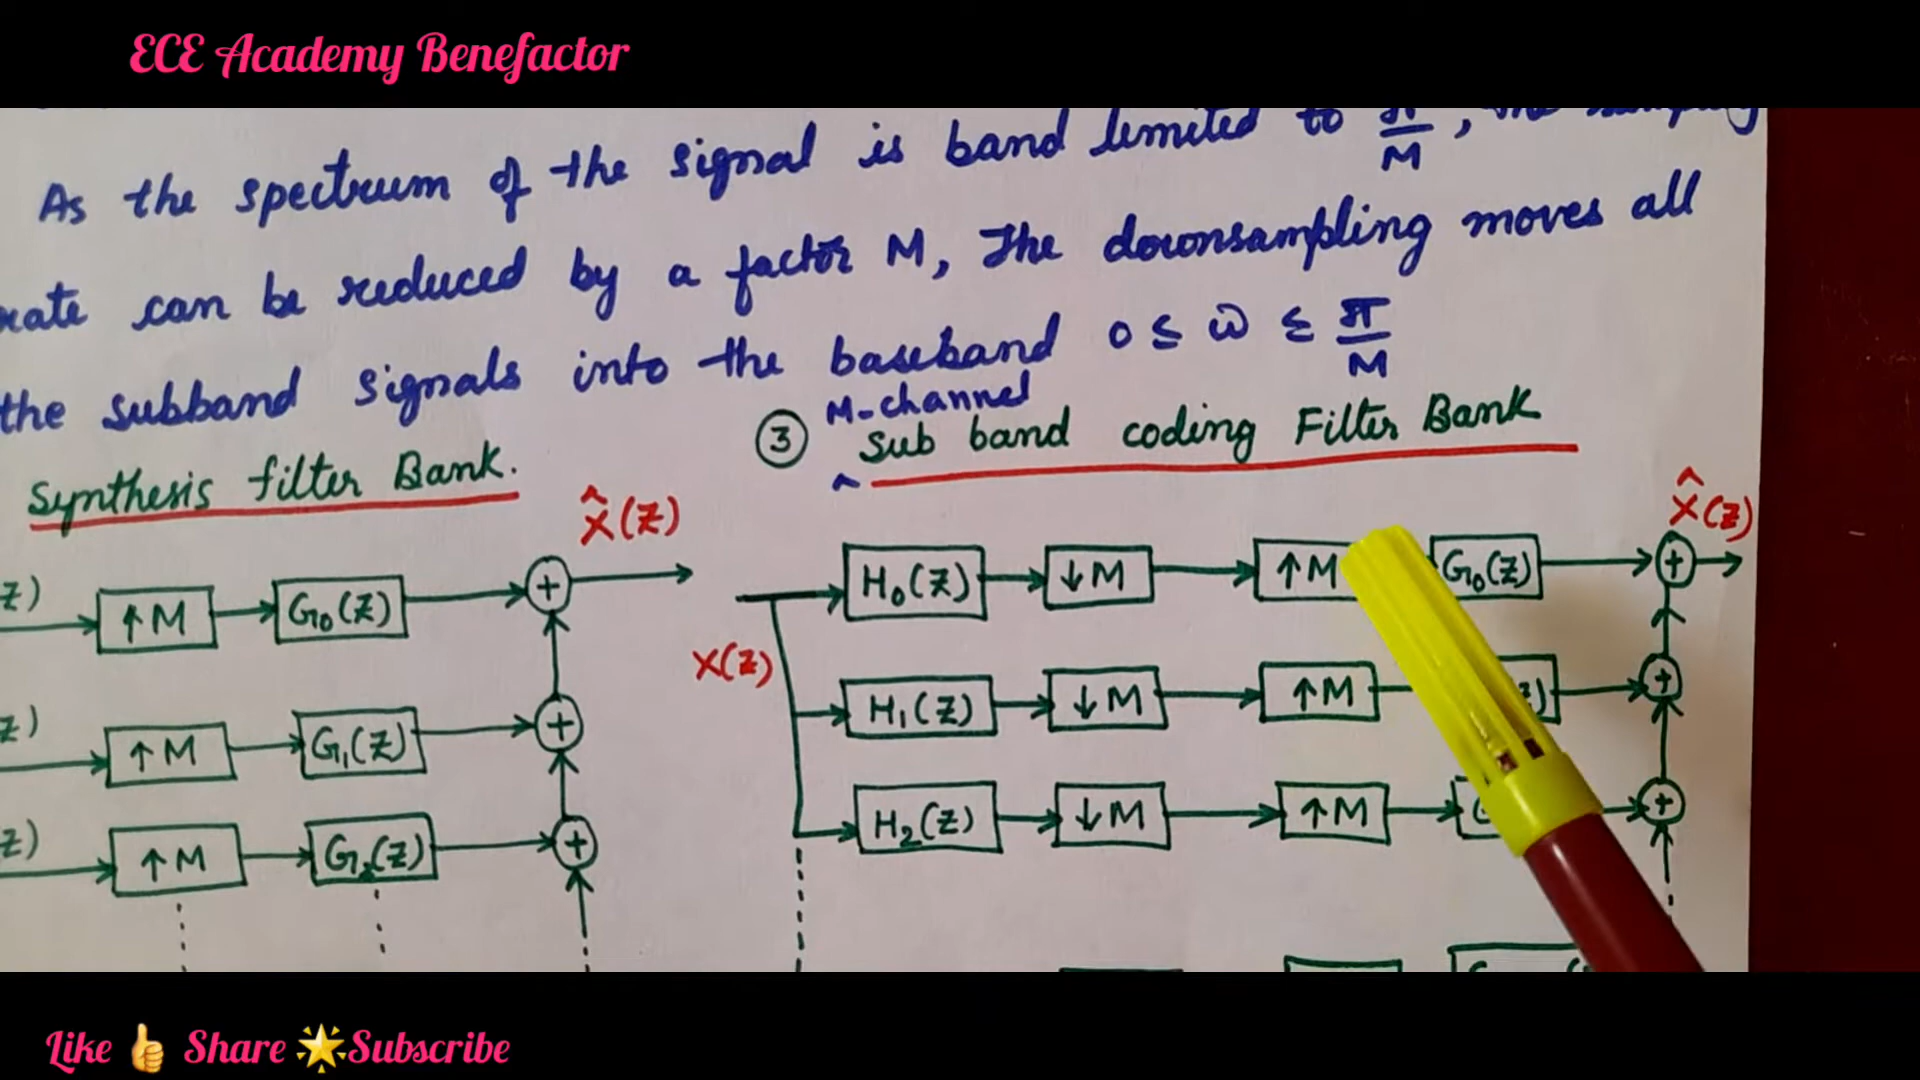 ECE Academy Benefactor
As the spectrum of the signal is band limited to π/M, the sampling
rate can be reduced by a factor M, The downsampling moves all
the subband signals into the baseband 0 ≤ ω ≤ π/M
M-channel
③ Sub band coding Filter Bank
^
Synthesis filter Bank.
X̂(Z)
X̂(Z)
Z) ↑M G₀(Z) +
H₀(Z) ↓M ↑M G₀(Z) +
X(Z)
Z) ↑M G₁(Z) +
H₁(Z) ↓M ↑M Z) +
Z) ↑M G₂(Z) +
H₂(Z) ↓M ↑M +
Like 👍 Share 🌟Subscribe